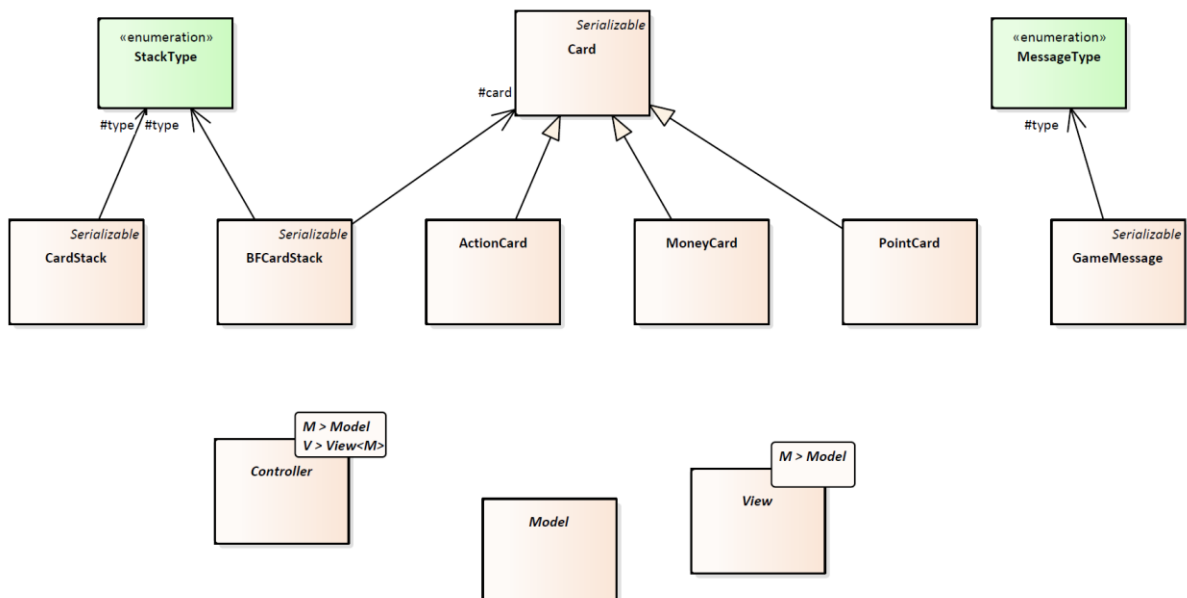 «enumeration»
StackType
Serializable
Card
«enumeration»
MessageType
#card
#type #type
#type
Serializable
CardStack
Serializable
BFCardStack
ActionCard
MoneyCard
PointCard
Serializable
GameMessage
M > Model
V > View<M>
Controller
Model
M > Model
View